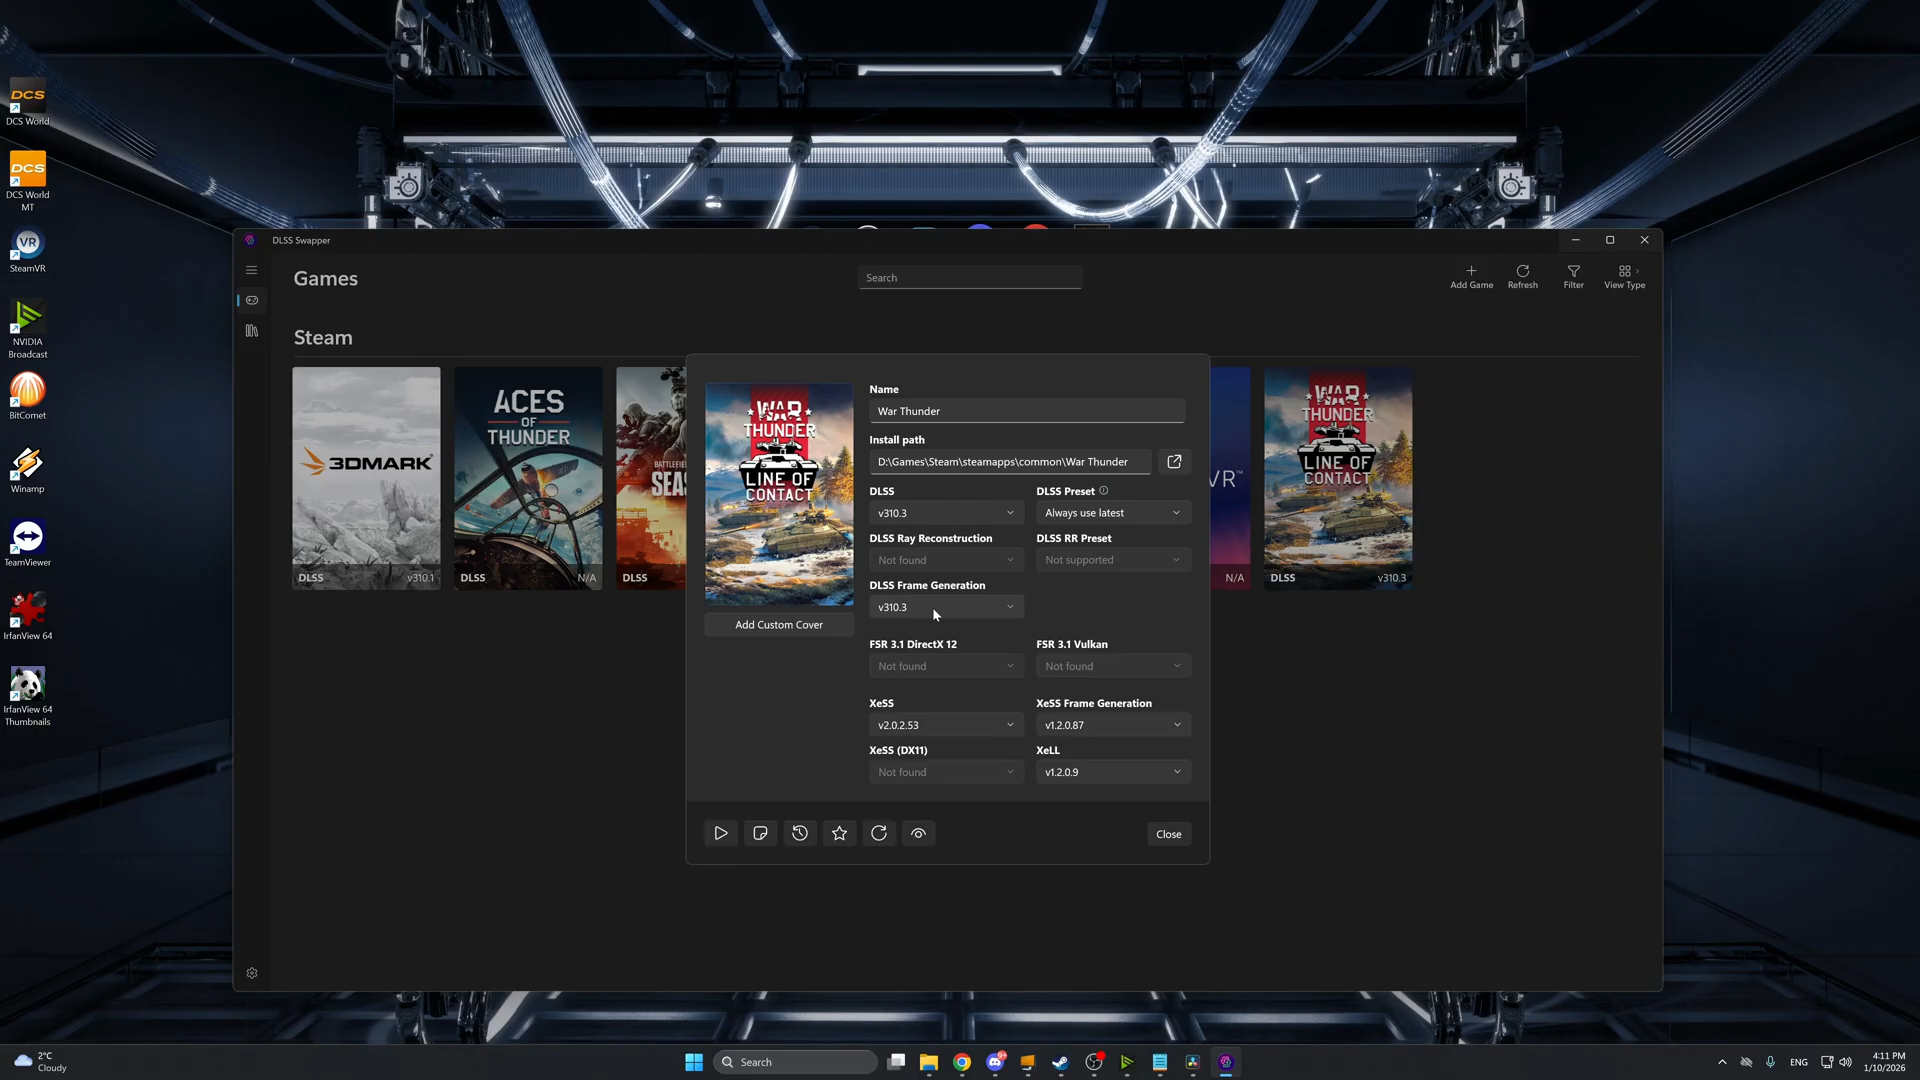 DCS
DCS World
DCS
DCS World
MT
VR
SteamVR
NVIDIA
Broadcast
BitComet
Winamp
TeamViewer
IrfanView 64
IrfanView 64
Thumbnails
DLSS Swapper
Games
Search
Add Game
Refresh
Filter
View Type
Steam
3DMARK
DLSS
v310.1
ACES
OF
THUNDER
DLSS
N/A
BATTLEFIEL
SEA
DLSS
WAR
THUNDER
LINE OF
CONTACT
Add Custom Cover
Name
War Thunder
Install path
D:\Games\Steam\steamapps\common\War Thunder
DLSS
DLSS Preset
v310.3
Always use latest
DLSS Ray Reconstruction
DLSS RR Preset
Not found
Not supported
DLSS Frame Generation
v310.3
FSR 3.1 DirectX 12
FSR 3.1 Vulkan
Not found
Not found
XeSS
XeSS Frame Generation
v2.0.2.53
v1.2.0.87
XeSS (DX11)
XeLL
Not found
v1.2.0.9
Close
VR™
N/A
WAR
THUNDER
LINE OF
CONTACT
DLSS
v310.3
2°C
Cloudy
Search
9+
ENG
4:11 PM
1/10/2026